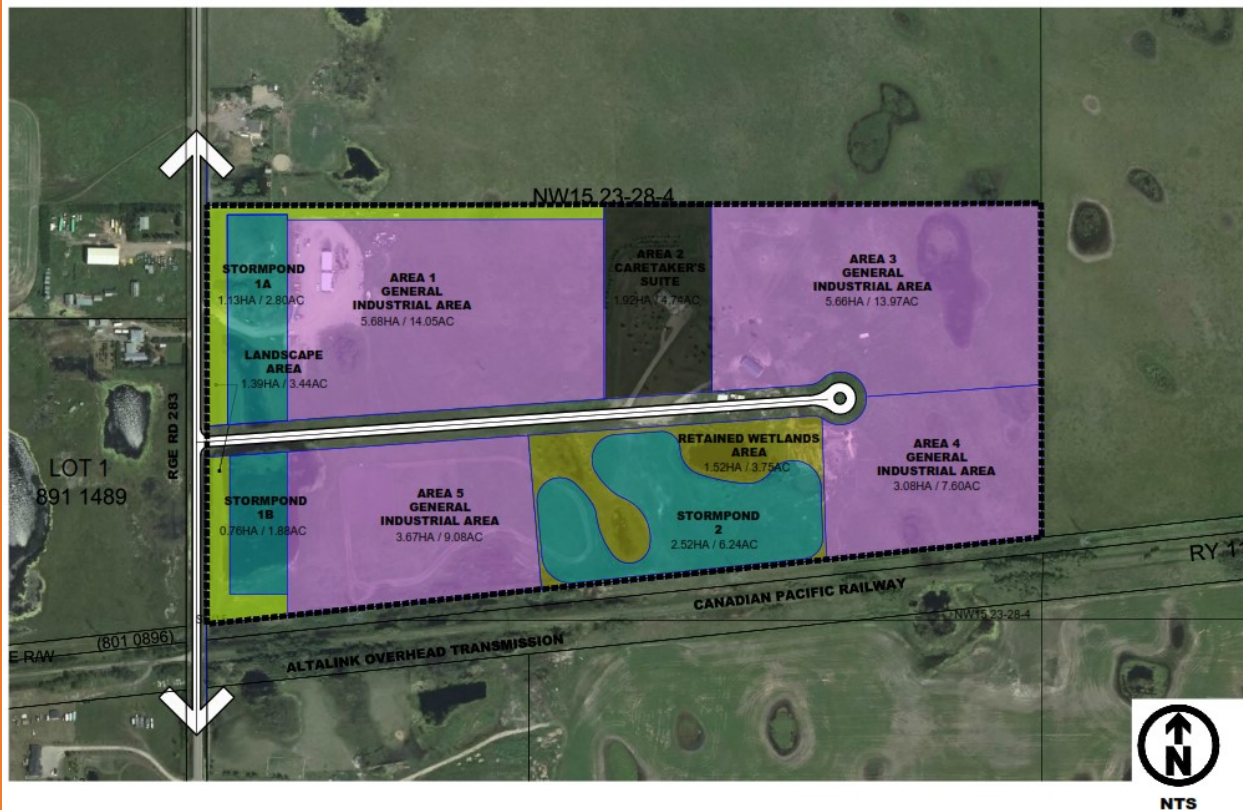 NW15 23-28-4
STORMPOND
1A
1.13HA / 2.80AC
AREA 1
GENERAL
INDUSTRIAL AREA
5.68HA / 14.05AC
AREA 2
CARETAKER'S
SUITE
1.92HA / 4.74AC
AREA 3
GENERAL
INDUSTRIAL AREA
5.66HA / 13.97AC
LANDSCAPE
AREA
1.39HA / 3.44AC
RGE RD 283
LOT 1
891 1489
STORMPOND
1B
0.76HA / 1.88AC
AREA 5
GENERAL
INDUSTRIAL AREA
3.67HA / 9.08AC
RETAINED WETLANDS
AREA
1.52HA / 3.75AC
STORMPOND
2
2.52HA / 6.24AC
AREA 4
GENERAL
INDUSTRIAL AREA
3.08HA / 7.60AC
RY 11
CANADIAN PACIFIC RAILWAY
NW15 23-28-4
(801 0896)
E R/W
ALTALINK OVERHEAD TRANSMISSION
N
NTS